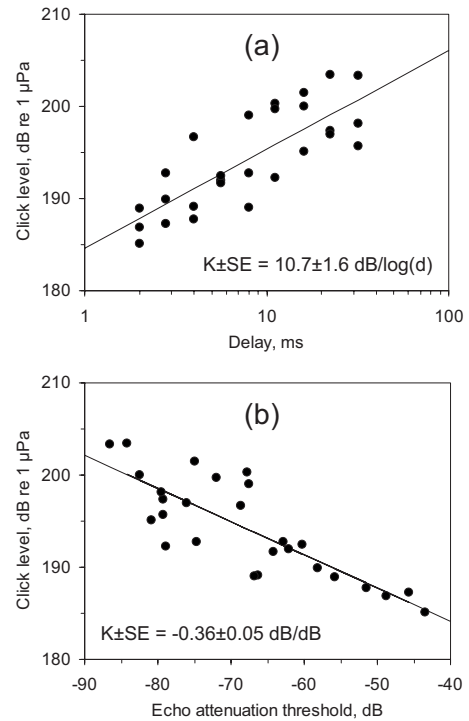 210
(a)
Click level, dB re 1 µPa
200
190
K±SE = 10.7±1.6 dB/log(d)
180
1 10 100
Delay, ms
210
(b)
Click level, dB re 1 µPa
200
190
K±SE = -0.36±0.05 dB/dB
180
-90 -80 -70 -60 -50 -40
Echo attenuation threshold, dB